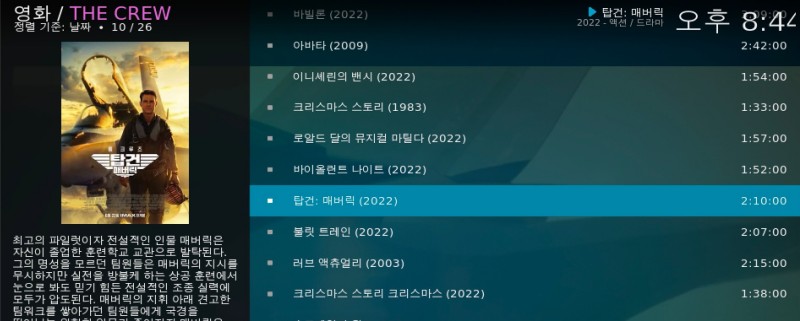 영화 / THE CREW
정렬 기준: 날짜 • 10 / 26
탑건: 매버릭
2022 - 액션 / 드라마
오후 8:44
바빌론 (2022)
아바타 (2009) 2:42:00
이니셰린의 밴시 (2022) 1:54:00
크리스마스 스토리 (1983) 1:33:00
로알드 달의 뮤지컬 마틸다 (2022) 1:57:00
바이올런트 나이트 (2022) 1:52:00
탑건: 매버릭 (2022) 2:10:00
불릿 트레인 (2022) 2:07:00
러브 액츄얼리 (2003) 2:15:00
크리스마스 스토리 크리스마스 (2022) 1:38:00
톰 크루즈
탑건
매버릭
최고의 파일럿이자 전설적인 인물 매버릭은
자신이 졸업한 훈련학교 교관으로 발탁된다.
그의 명성을 모르던 팀원들은 매버릭의 지시를
무시하지만 실전을 방불케 하는 상공 훈련에서
눈으로 봐도 믿기 힘든 전설적인 조종 실력에
모두가 압도된다. 매버릭의 지휘 아래 견고한
팀워크를 쌓아가던 팀원들에게 국경을